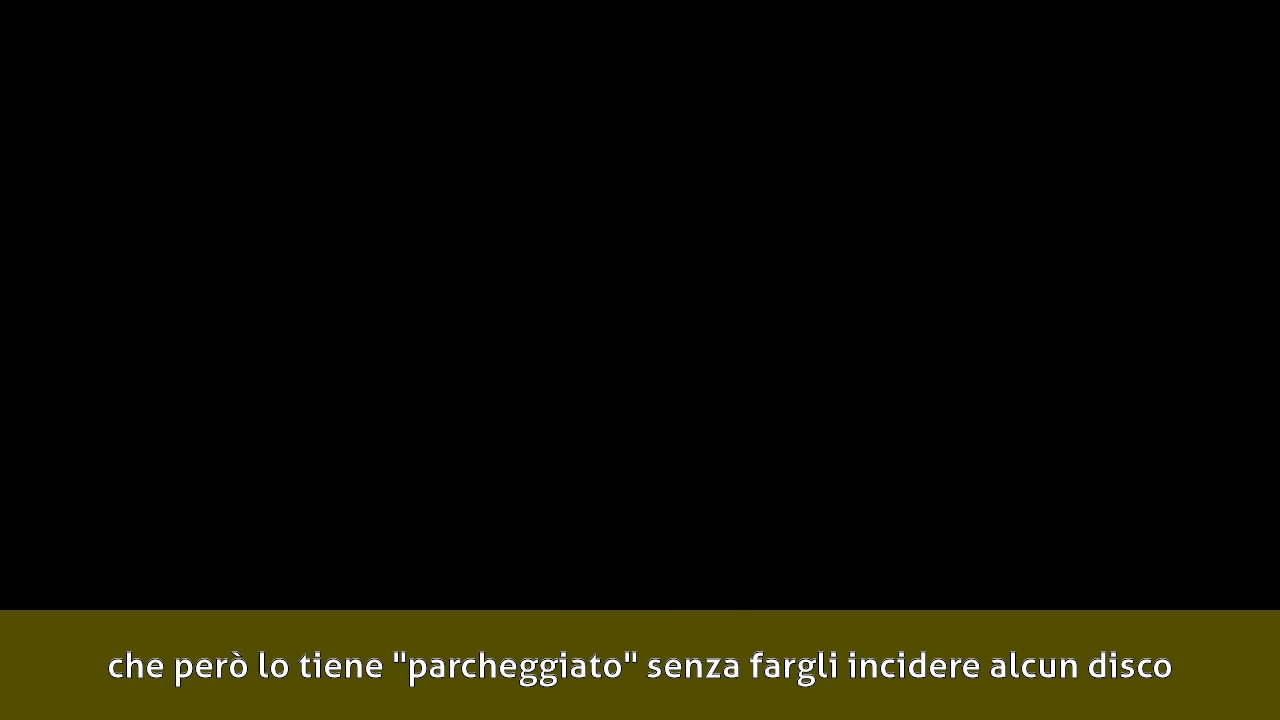 che però lo tiene "parcheggiato" senza fargli incidere alcun disco